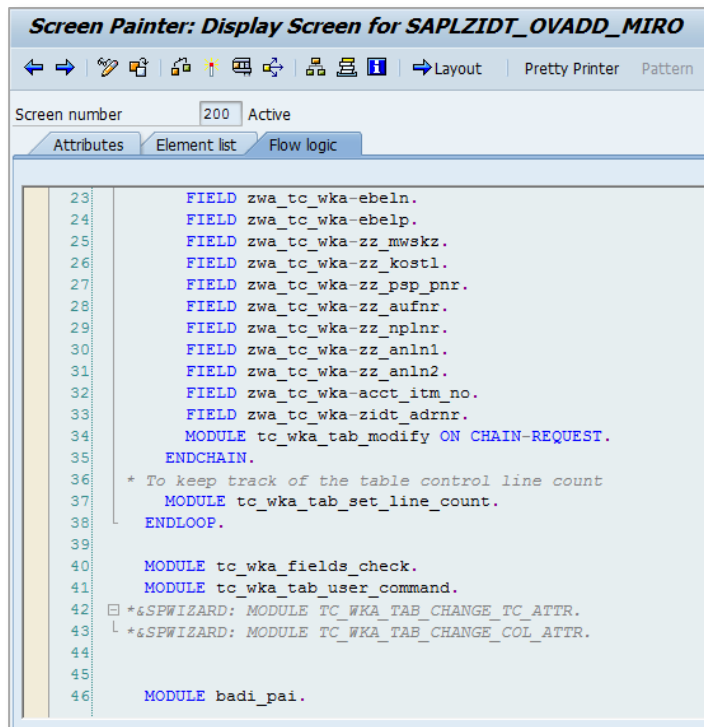 Screen Painter: Display Screen for SAPLZIDT_OVADD_MIRO
Layout Pretty Printer Pattern
Screen number 200 Active
Attributes Element list Flow logic
23 FIELD zwa_tc_wka-ebeln.
24 FIELD zwa_tc_wka-ebelp.
25 FIELD zwa_tc_wka-zz_mwskz.
26 FIELD zwa_tc_wka-zz_kostl.
27 FIELD zwa_tc_wka-zz_psp_pnr.
28 FIELD zwa_tc_wka-zz_aufnr.
29 FIELD zwa_tc_wka-zz_nplnr.
30 FIELD zwa_tc_wka-zz_anln1.
31 FIELD zwa_tc_wka-zz_anln2.
32 FIELD zwa_tc_wka-acct_itm_no.
33 FIELD zwa_tc_wka-zidt_adrnr.
34 MODULE tc_wka_tab_modify ON CHAIN-REQUEST.
35 ENDCHAIN.
36 * To keep track of the table control line count
37 MODULE tc_wka_tab_set_line_count.
38 ENDLOOP.
39
40 MODULE tc_wka_fields_check.
41 MODULE tc_wka_tab_user_command.
42 *&SPWIZARD: MODULE TC_WKA_TAB_CHANGE_TC_ATTR.
43 *&SPWIZARD: MODULE TC_WKA_TAB_CHANGE_COL_ATTR.
44
45
46 MODULE badi_pai.